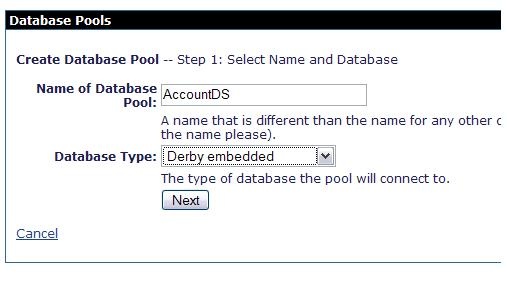 Database Pools
Create Database Pool -- Step 1: Select Name and Database
Name of Database
Pool:
AccountDS
A name that is different than the name for any other
the name please).
Database Type:
Derby embedded
The type of database the pool will connect to.
Next
Cancel